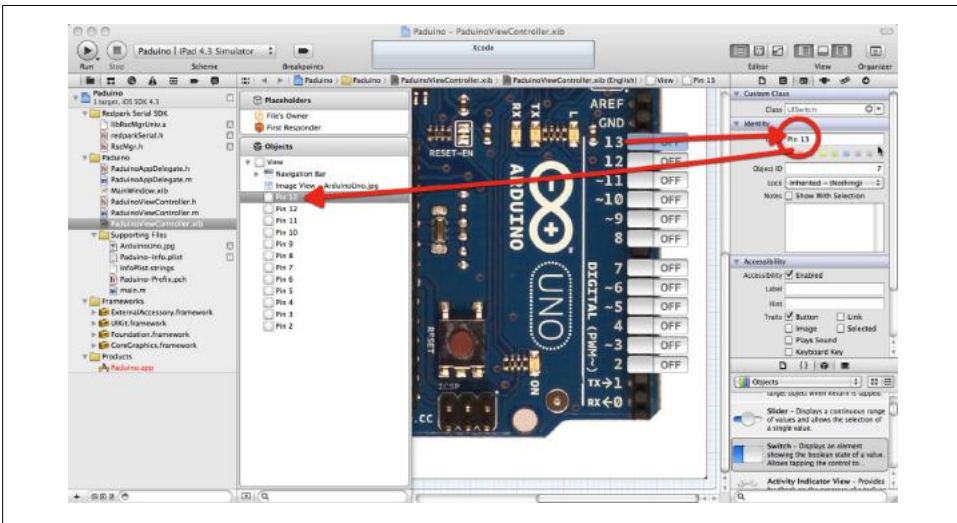 Paduino – PaduinoViewController.xib
Paduino | iPad 4.3 Simulator
Xcode
Run Stop Scheme Breakpoints
Editor View Organizer
Paduino
1 target, iOS SDK 4.3
Redpark Serial SDK
libRscMgrUniv.a
redparkSerial.h
RscMgr.h
Paduino
PaduinoAppDelegate.h
PaduinoAppDelegate.m
MainWindow.xib
PaduinoViewController.h
PaduinoViewController.m
PaduinoViewController.xib
Supporting Files
ArduinoUno.jpg
Paduino-Info.plist
InfoPlist.strings
Paduino-Prefix.pch
main.m
Frameworks
ExternalAccessory.framework
UIKit.framework
Foundation.framework
CoreGraphics.framework
Products
Paduino.app
Paduino Paduino PaduinoViewController.xib PaduinoViewController.xib (English) View Pin 13
Placeholders
File's Owner
First Responder
Objects
View
Navigation Bar
Image View – ArduinoUno.jpg
Pin 13
Pin 12
Pin 11
Pin 10
Pin 9
Pin 8
Pin 7
Pin 6
Pin 5
Pin 4
Pin 3
Pin 2
RX
TX
L
RESET-EN
ARDUINO
UNO
DIGITAL (PWM~)
RESET
ICSP
ON
.CC
AREF
GND
13 OFF
12 OFF
~11 OFF
~10 OFF
~9 OFF
8 OFF
7 OFF
~6 OFF
~5 OFF
4 OFF
~3 OFF
2 OFF
TX→1
RX←0
Custom Class
Class UISwitch
Identity
Pin 13
Object ID 7
Lock Inherited – (Nothing)
Notes Show With Selection
Accessibility
Accessibility Enabled
Label
Hint
Traits Button Link
Image Selected
Plays Sound
Keyboard Key
Objects
target object when Return is tapped.
Slider – Displays a continuous range
of values and allows the selection of
a single value.
Switch – Displays an element
showing the boolean state of a value.
Allows tapping the control to...
Activity Indicator View – Provides